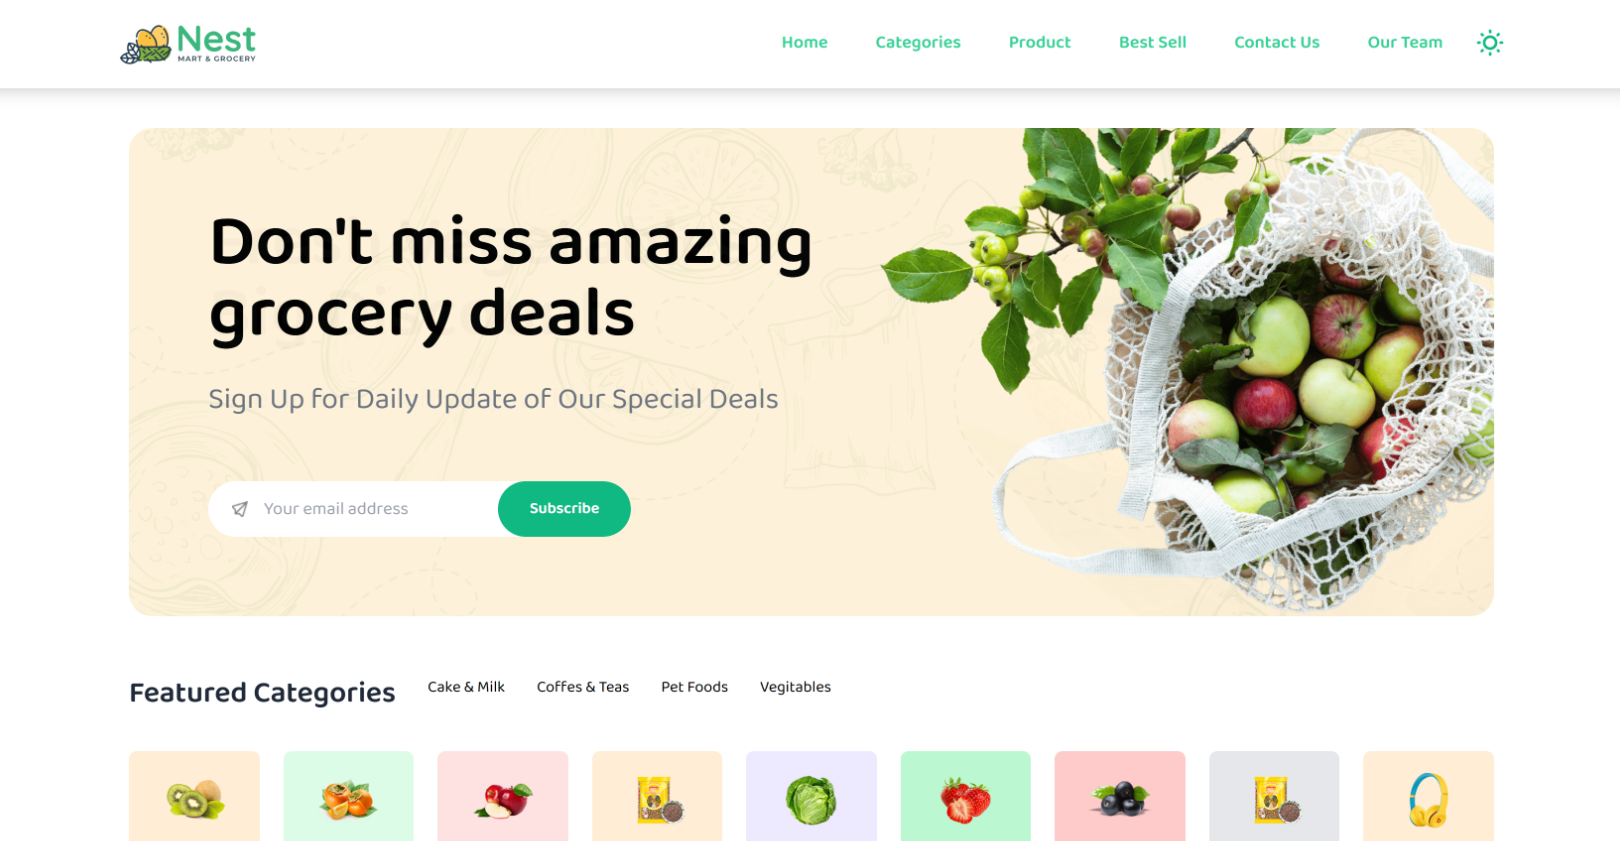 Nest
MART & GROCERY
Home Categories Product Best Sell Contact Us Our Team
Don't miss amazing
grocery deals
Sign Up for Daily Update of Our Special Deals
Your email address Subscribe
Featured Categories Cake & Milk Coffes & Teas Pet Foods Vegitables